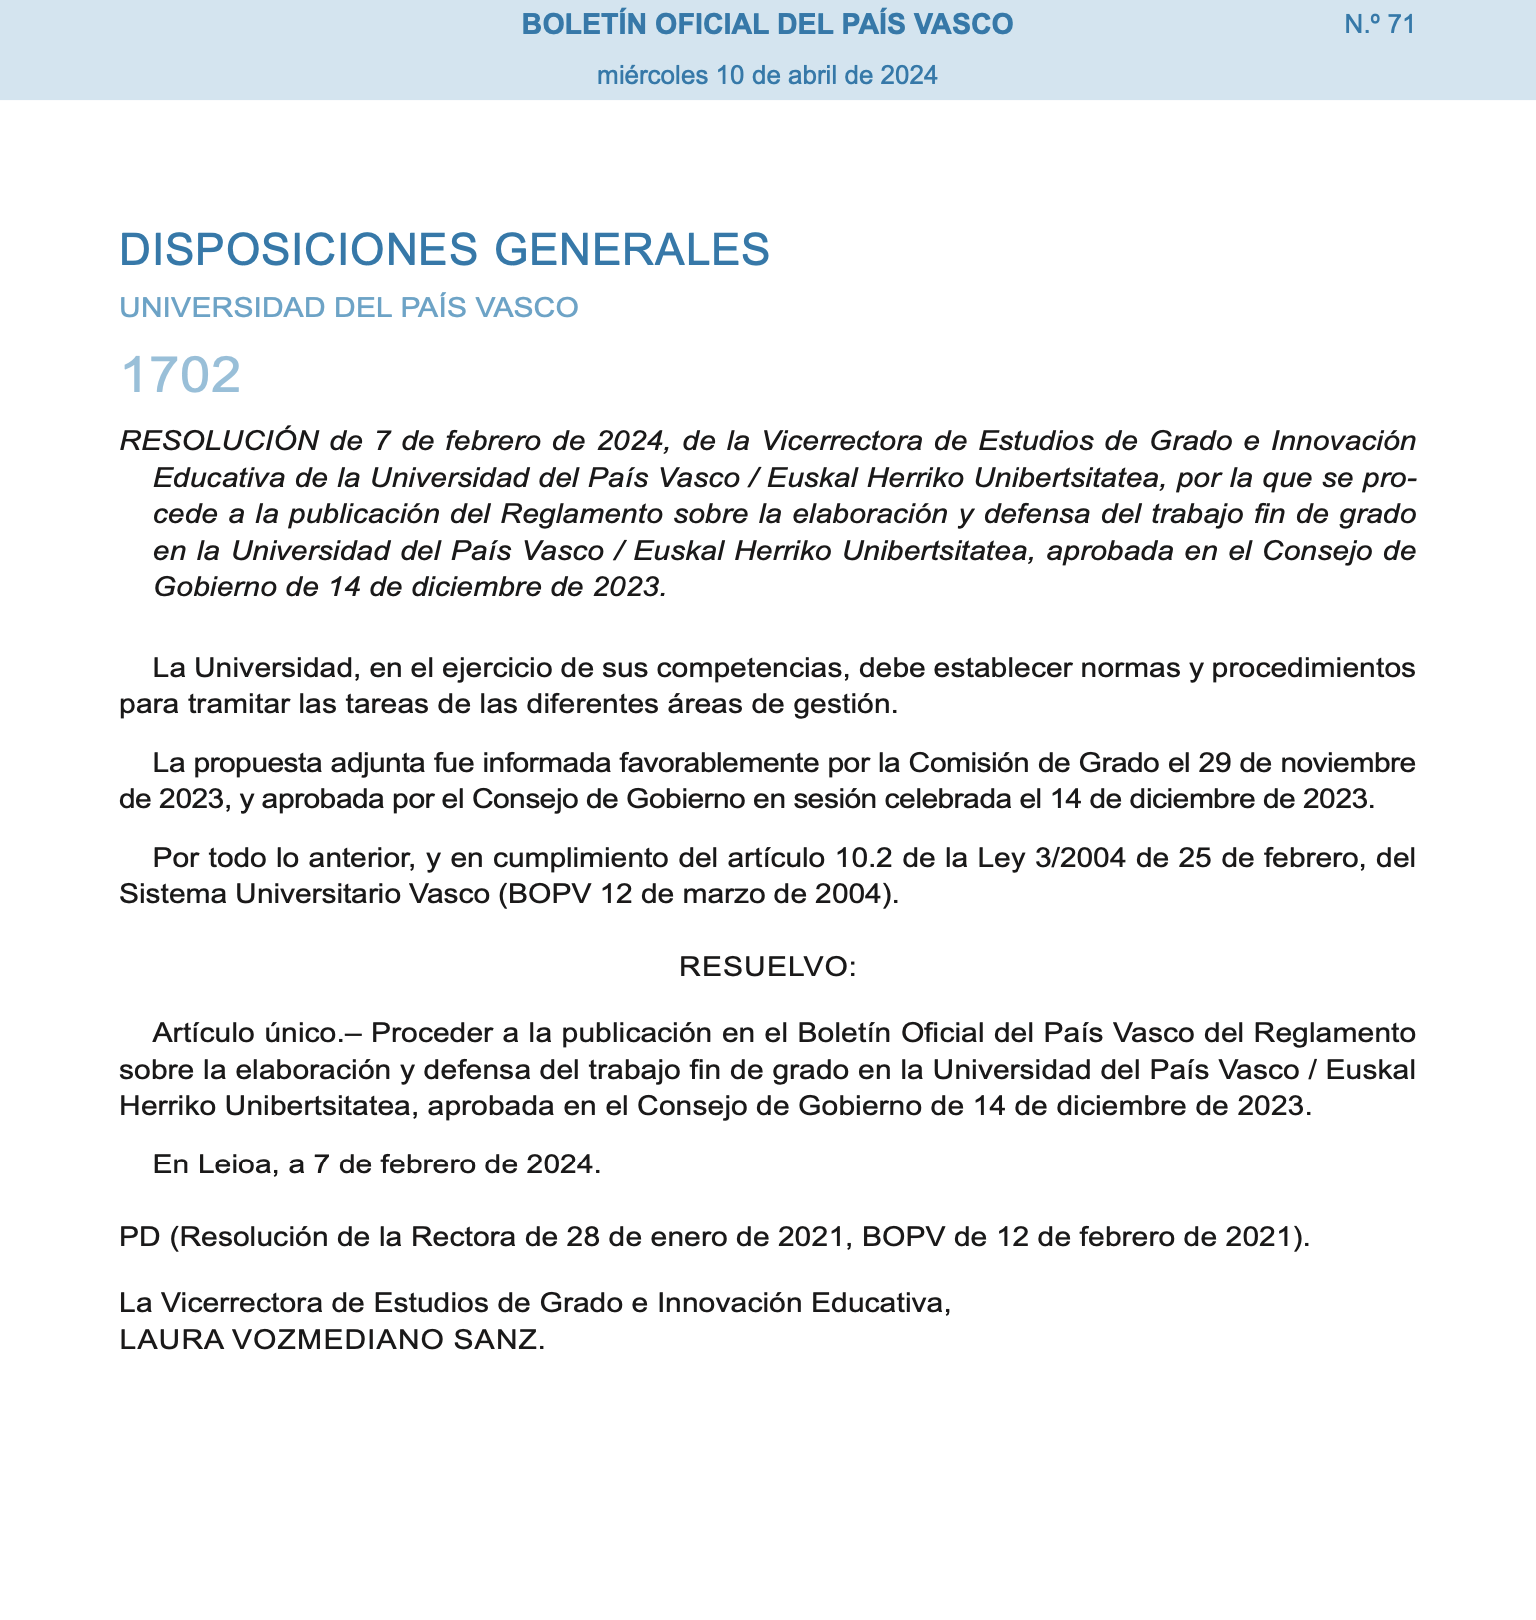 BOLETÍN OFICIAL DEL PAÍS VASCO
N.º 71
miércoles 10 de abril de 2024
DISPOSICIONES GENERALES
UNIVERSIDAD DEL PAÍS VASCO
1702
RESOLUCIÓN de 7 de febrero de 2024, de la Vicerrectora de Estudios de Grado e Innovación
Educativa de la Universidad del País Vasco / Euskal Herriko Unibertsitatea, por la que se pro-
cede a la publicación del Reglamento sobre la elaboración y defensa del trabajo fin de grado
en la Universidad del País Vasco / Euskal Herriko Unibertsitatea, aprobada en el Consejo de
Gobierno de 14 de diciembre de 2023.
La Universidad, en el ejercicio de sus competencias, debe establecer normas y procedimientos
para tramitar las tareas de las diferentes áreas de gestión.
La propuesta adjunta fue informada favorablemente por la Comisión de Grado el 29 de noviembre
de 2023, y aprobada por el Consejo de Gobierno en sesión celebrada el 14 de diciembre de 2023.
Por todo lo anterior, y en cumplimiento del artículo 10.2 de la Ley 3/2004 de 25 de febrero, del
Sistema Universitario Vasco (BOPV 12 de marzo de 2004).
RESUELVO:
Artículo único.– Proceder a la publicación en el Boletín Oficial del País Vasco del Reglamento
sobre la elaboración y defensa del trabajo fin de grado en la Universidad del País Vasco / Euskal
Herriko Unibertsitatea, aprobada en el Consejo de Gobierno de 14 de diciembre de 2023.
En Leioa, a 7 de febrero de 2024.
PD (Resolución de la Rectora de 28 de enero de 2021, BOPV de 12 de febrero de 2021).
La Vicerrectora de Estudios de Grado e Innovación Educativa,
LAURA VOZMEDIANO SANZ.